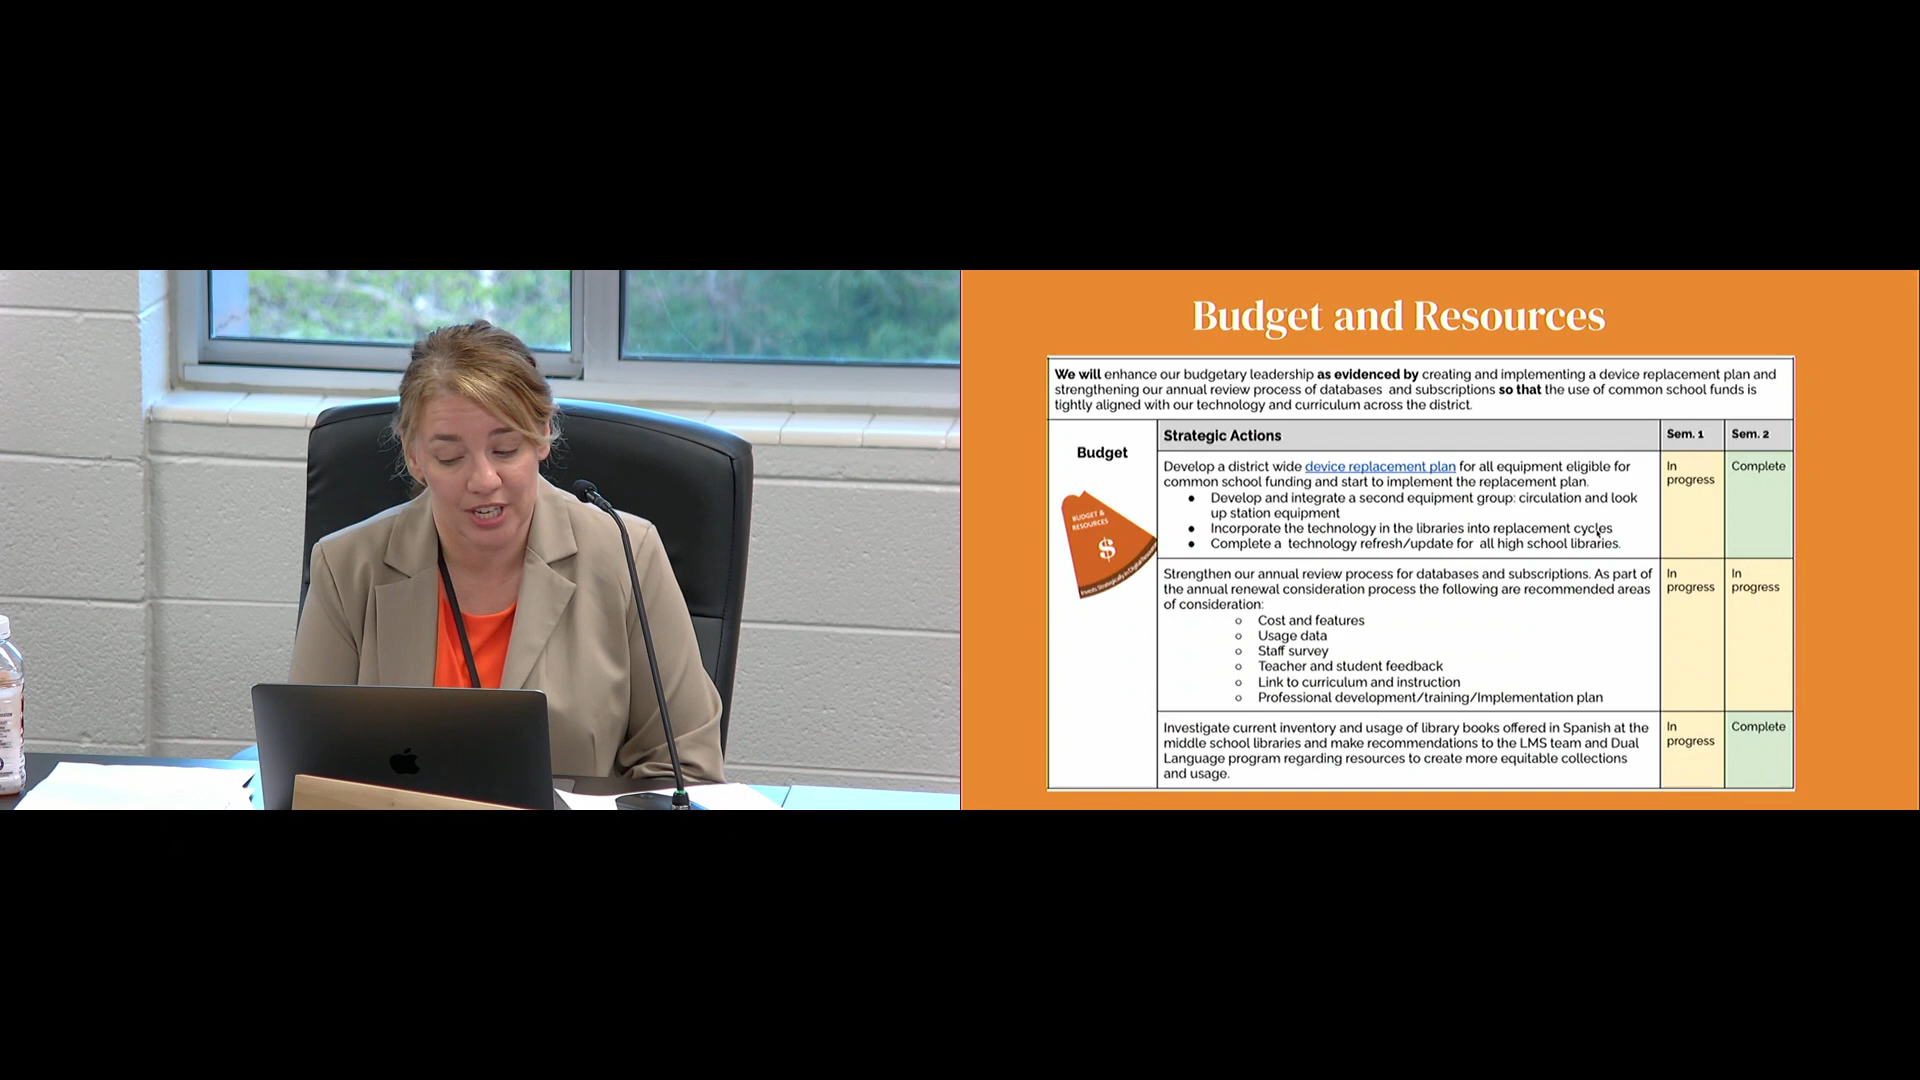 Budget and Resources
We will enhance our budgetary leadership as evidenced by creating and implementing a device replacement plan and
strengthening our annual review process of databases and subscriptions so that the use of common school funds is
tightly aligned with our technology and curriculum across the district.
Budget
BUDGET &
RESOURCES
$
Strategic Actions
Sem. 1
Sem. 2
Develop a district wide device replacement plan for all equipment eligible for
common school funding and start to implement the replacement plan.
● Develop and integrate a second equipment group: circulation and look
up station equipment
● Incorporate the technology in the libraries into replacement cycles
● Complete a technology refresh/update for all high school libraries.
In
progress
Complete
Strengthen our annual review process for databases and subscriptions. As part of
the annual renewal consideration process the following are recommended areas
of consideration:
○ Cost and features
○ Usage data
○ Staff survey
○ Teacher and student feedback
○ Link to curriculum and instruction
○ Professional development/training/Implementation plan
In
progress
In
progress
Investigate current inventory and usage of library books offered in Spanish at the
middle school libraries and make recommendations to the LMS team and Dual
Language program regarding resources to create more equitable collections
and usage.
In
progress
Complete